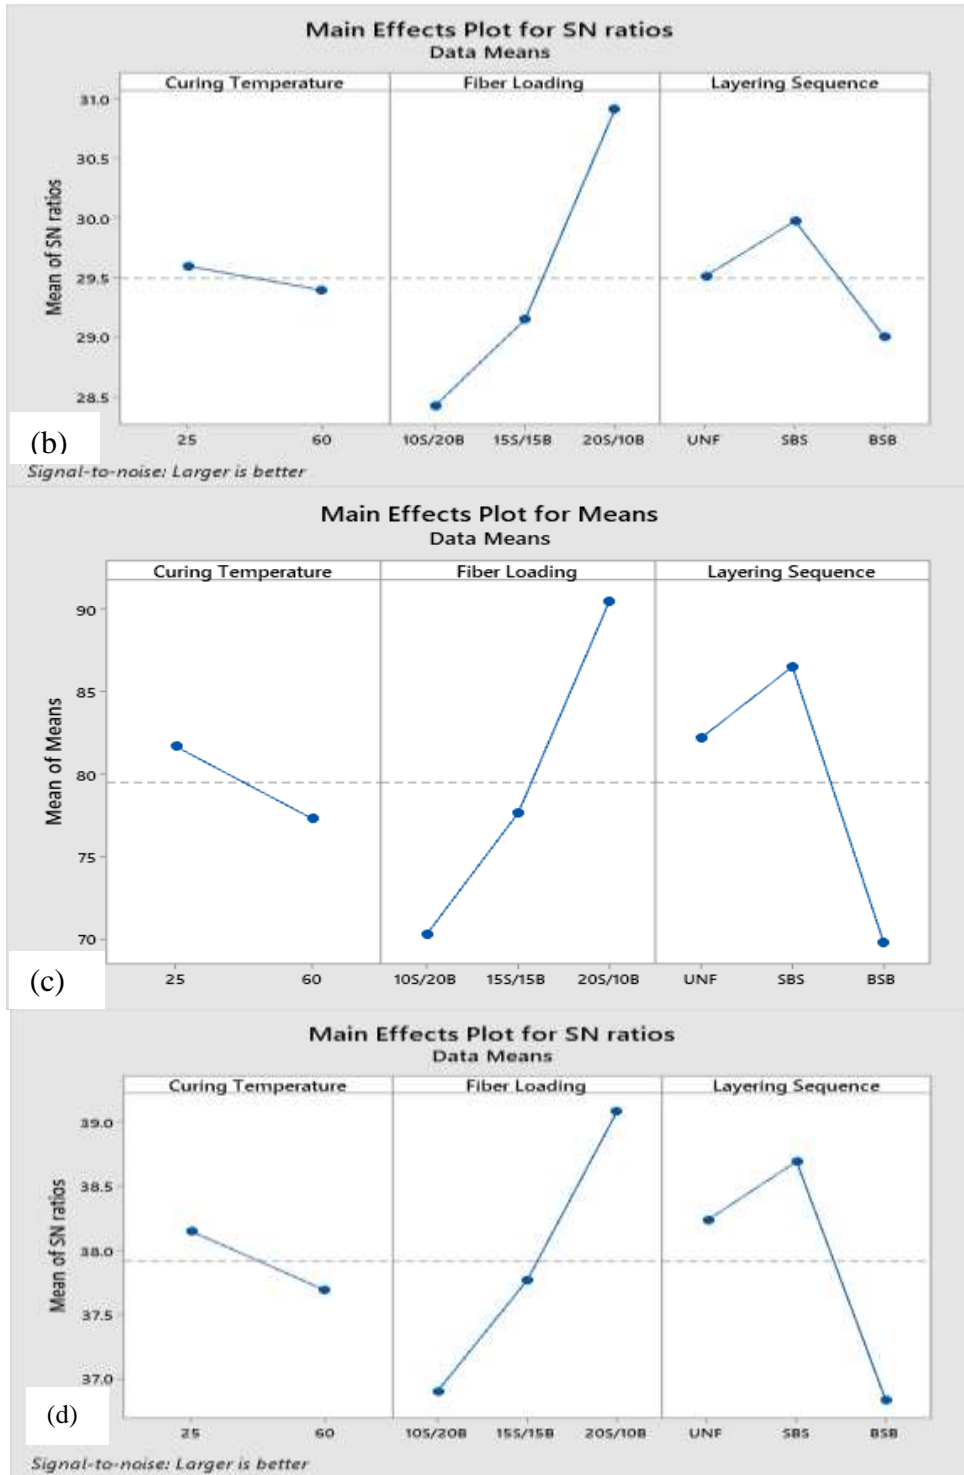 Main Effects Plot for SN ratios
Data Means
Curing Temperature Fiber Loading Layering Sequence
Mean of SN ratios
31.0
30.5
30.0
29.5
29.0
28.5
25 60 10S/20B 15S/15B 20S/10B UNF SBS BSB
(b)
Signal-to-noise: Larger is better
Main Effects Plot for Means
Data Means
Curing Temperature Fiber Loading Layering Sequence
Mean of Means
90
85
80
75
70
25 60 10S/20B 15S/15B 20S/10B UNF SBS BSB
(c)
Main Effects Plot for SN ratios
Data Means
Curing Temperature Fiber Loading Layering Sequence
Mean of SN ratios
39.0
38.5
38.0
37.5
37.0
25 60 10S/20B 15S/15B 20S/10B UNF SBS BSB
(d)
Signal-to-noise: Larger is better